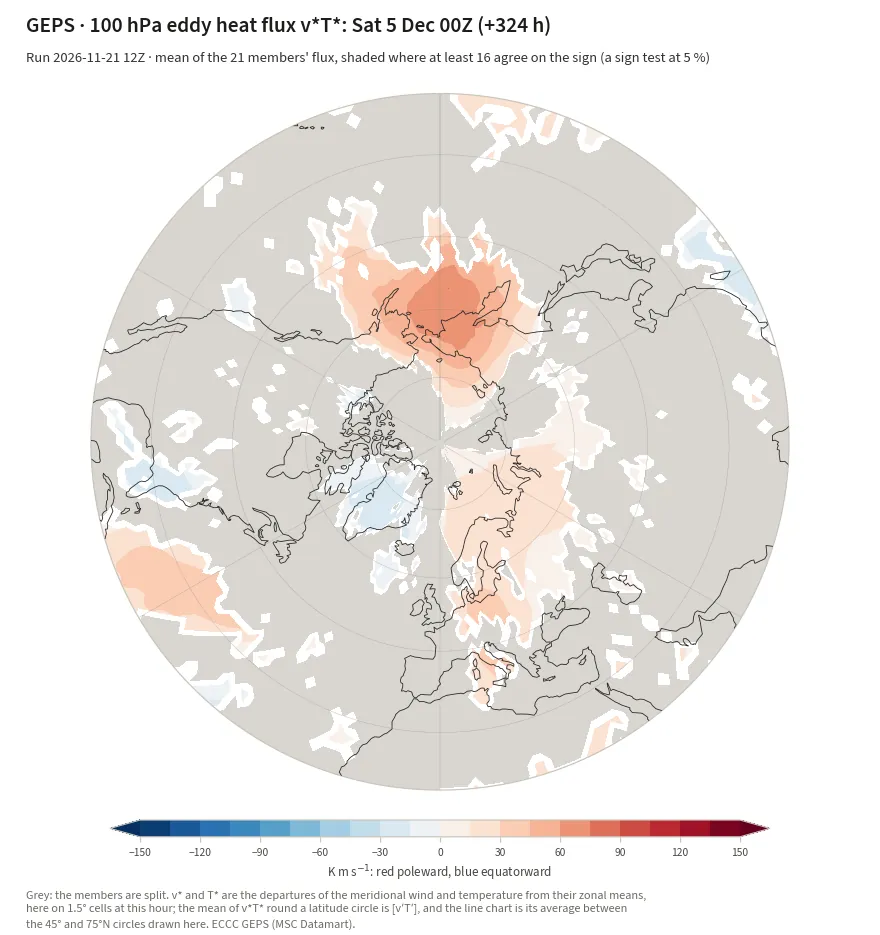 GEPS · 100 hPa eddy heat flux v*T*: Sat 5 Dec 00Z (+324 h)
Run 2026-11-21 12Z · mean of the 21 members' flux, shaded where at least 16 agree on the sign (a sign test at 5 %)
−150 −120 −90 −60 −30 0 30 60 90 120 150
K m s⁻¹: red poleward, blue equatorward
Grey: the members are split. v* and T* are the departures of the meridional wind and temperature from their zonal means,
here on 1.5° cells at this hour; the mean of v*T* round a latitude circle is [v'T'], and the line chart is its average between
the 45° and 75°N circles drawn here. ECCC GEPS (MSC Datamart).